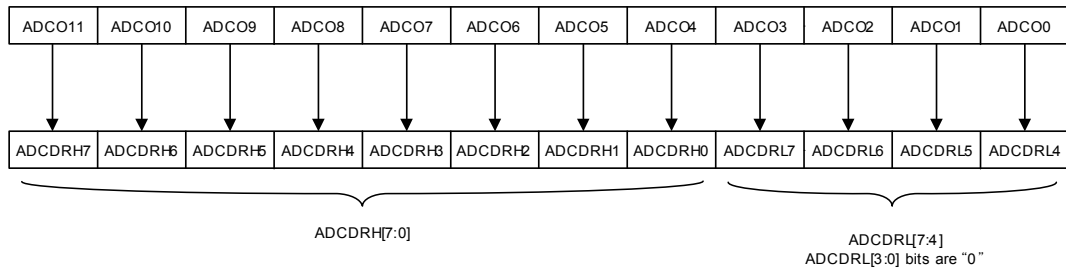 ADCO11 ADCO10 ADCO9 ADCO8 ADCO7 ADCO6 ADCO5 ADCO4 ADCO3 ADCO2 ADCO1 ADCO0
ADCDRH7 ADCDRH6 ADCDRH5 ADCDRH4 ADCDRH3 ADCDRH2 ADCDRH1 ADCDRH0 ADCDRL7 ADCDRL6 ADCDRL5 ADCDRL4
ADCDRH[7:0]
ADCDRL[7:4]
ADCDRL[3:0] bits are “0”